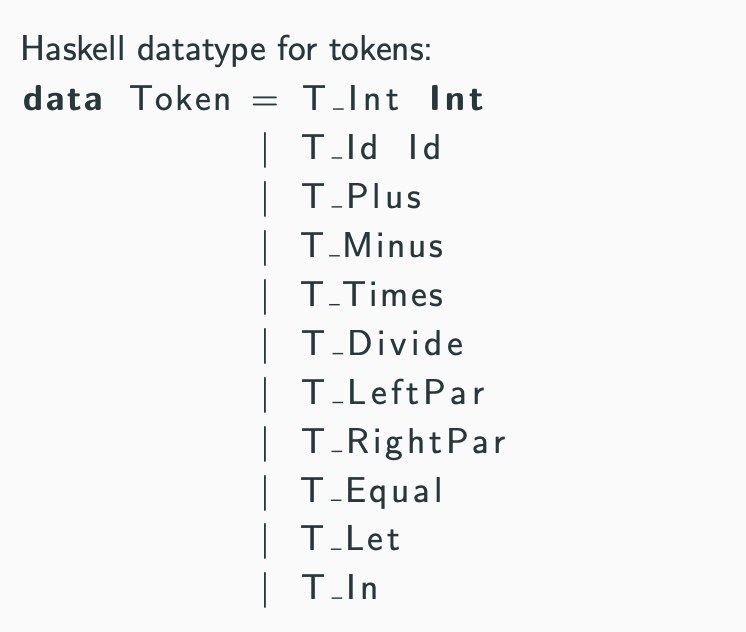 Haskell datatype for tokens:
data Token = T_Int Int
| T_Id Id
| T_Plus
| T_Minus
| T_Times
| T_Divide
| T_LeftPar
| T_RightPar
| T_Equal
| T_Let
| T_In